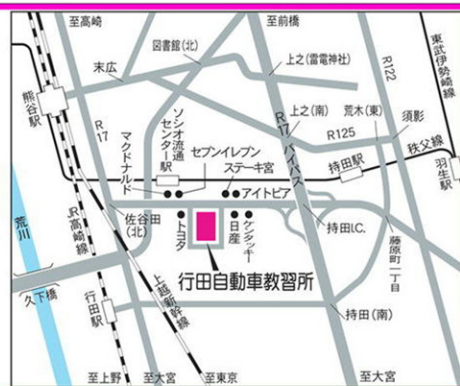 至高崎
至前橋
図書館(北)
上之(雷電神社)
末広
R122
東武伊勢崎線
熊谷駅
R17
マクドナルド
ソシオ流通
センター駅
上之(南)
荒木(東)
須影
R17バイパス
R125
秩父線
羽生駅
持田駅
セブンイレブン
ステーキ宮
アイトピア
佐谷田
(北)
トヨタ
日産
ケンタッキー
持田I.C.
藤原町一丁目
荒川
JR高崎線
上越新幹線
行田自動車教習所
久下橋
行田駅
持田(南)
至上野
至大宮
至東京
至大宮